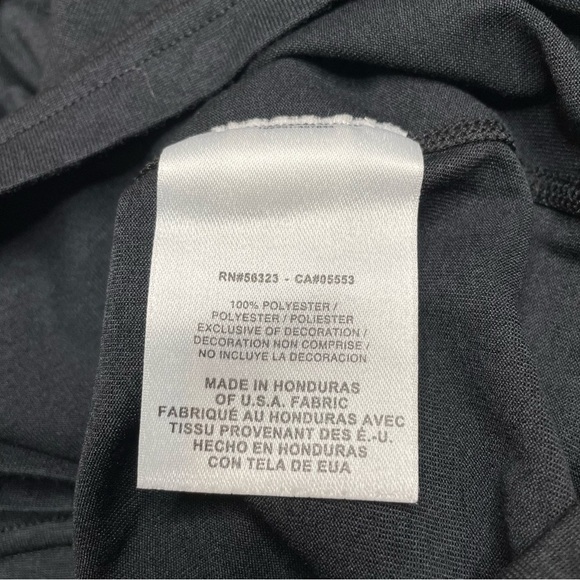 RN#56323 - CA#05553
100% POLYESTER /
POLYESTER / POLIESTER
EXCLUSIVE OF DECORATION /
DECORATION NON COMPRISE /
NO INCLUYE LA DECORACION
MADE IN HONDURAS
OF U.S.A. FABRIC
FABRIQUÉ AU HONDURAS AVEC
TISSU PROVENANT DES É.-U.
HECHO EN HONDURAS
CON TELA DE EUA